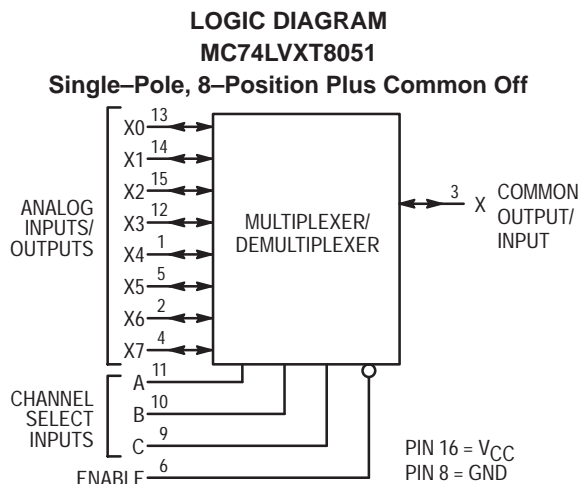 LOGIC DIAGRAM
MC74LVXT8051
Single–Pole, 8–Position Plus Common Off
ANALOG
INPUTS/
OUTPUTS
X0 13
X1 14
X2 15
X3 12
X4 1
X5 5
X6 2
X7 4
MULTIPLEXER/
DEMULTIPLEXER
3 X
COMMON
OUTPUT/
INPUT
CHANNEL
SELECT
INPUTS
A 11
B 10
C 9
ENABLE 6
PIN 16 = VCC
PIN 8 = GND